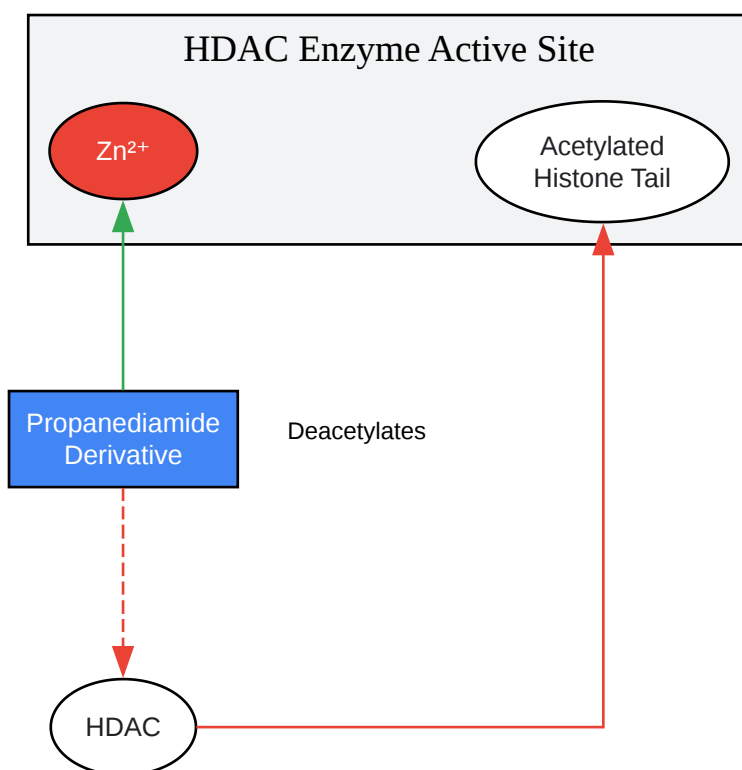 HDAC Enzyme Active Site
Zn²⁺
Acetylated
Histone Tail
Propanediamide
Derivative
Deacetylates
HDAC